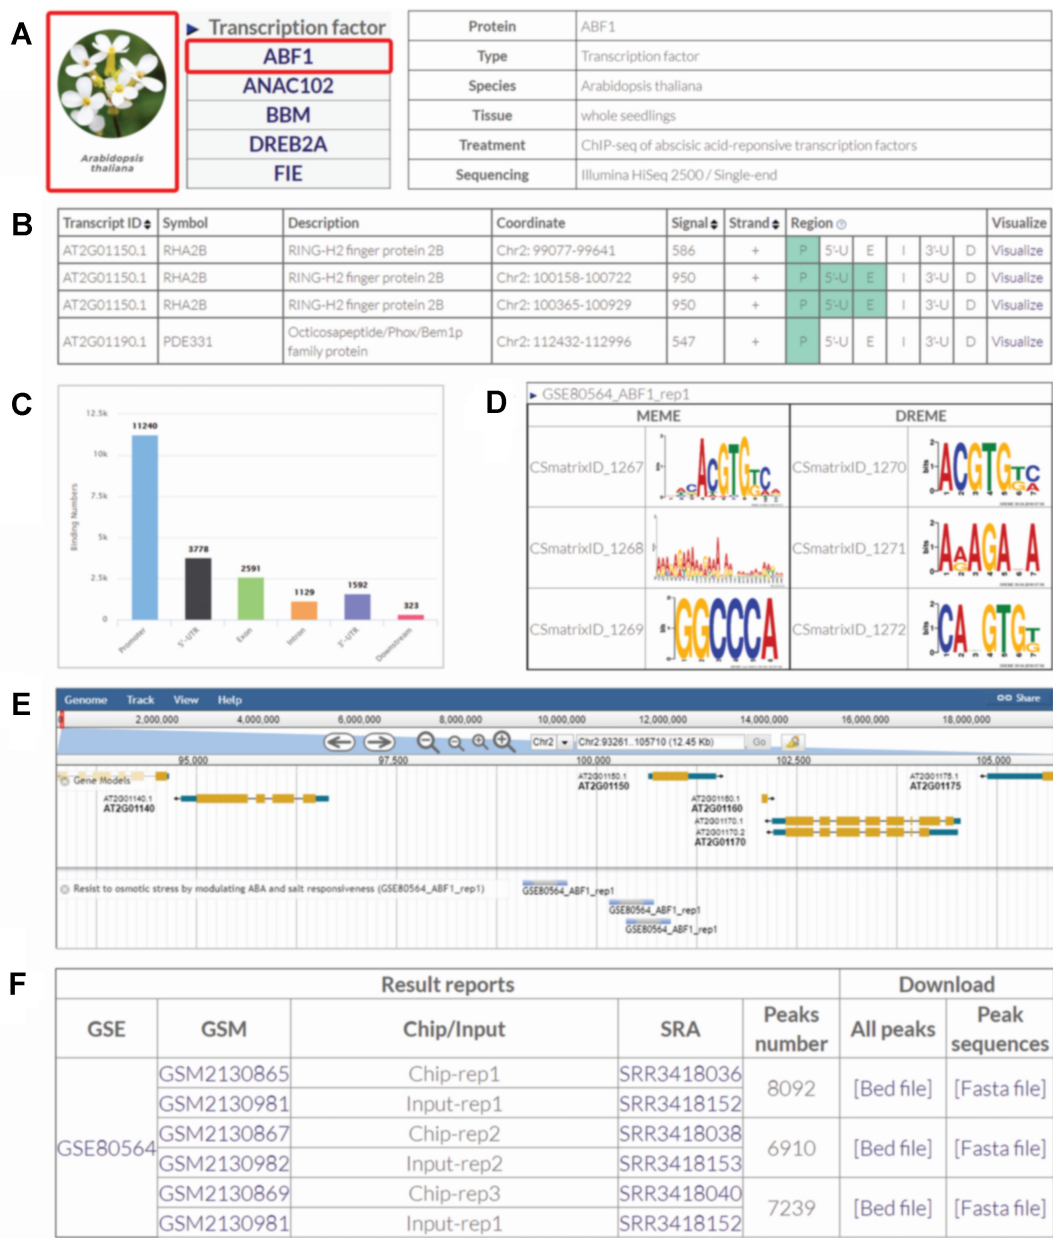 A
Arabidopsis
thaliana
► Transcription factor
ABF1
ANAC102
BBM
DREB2A
FIE
Protein ABF1
Type Transcription factor
Species Arabidopsis thaliana
Tissue whole seedlings
Treatment ChIP-seq of abscisic acid-reponsive transcription factors
Sequencing Illumina HiSeq 2500 / Single-end
B
Transcript ID Symbol Description Coordinate Signal Strand Region Visualize
AT2G01150.1 RHA2B RING-H2 finger protein 2B Chr2: 99077-99641 586 + P 5'-U E I 3'-U D Visualize
AT2G01150.1 RHA2B RING-H2 finger protein 2B Chr2: 100158-100722 950 + P 5'-U E I 3'-U D Visualize
AT2G01150.1 RHA2B RING-H2 finger protein 2B Chr2: 100365-100929 950 + P 5'-U E I 3'-U D Visualize
AT2G01190.1 PDE331 Octicosapeptide/Phox/Bem1p family protein Chr2: 112432-112996 547 + P 5'-U E I 3'-U D Visualize
C
Binding Numbers
12.5k
10k
7.5k
5k
2.5k
0
11240
3778
2591
1129
1592
323
Promoter
5'-UTR
Exon
Intron
3'-UTR
Downstream
D
► GSE80564_ABF1_rep1
MEME DREME
CSmatrixID_1267 CSmatrixID_1270
CSmatrixID_1268 CSmatrixID_1271
CSmatrixID_1269 GGCCCA CSmatrixID_1272
E
Genome Track View Help Share
0 2,000,000 4,000,000 6,000,000 8,000,000 10,000,000 12,000,000 14,000,000 16,000,000 18,000,000
Chr2 Chr2:93261..105710 (12.45 Kb) Go
95,000 97,500 100,000 102,500 105,000
Gene Models
AT2G01140.1
AT2G01140
AT2G01150.1
AT2G01150
AT2G01160.1
AT2G01160
AT2G01170.1
AT2G01170.2
AT2G01170
AT2G01175.1
AT2G01175
Resist to osmotic stress by modulating ABA and salt responsiveness (GSE80564_ABF1_rep1)
GSE80564_ABF1_rep1
GSE80564_ABF1_rep1
GSE80564_ABF1_rep1
F
Result reports Download
GSE GSM Chip/Input SRA Peaks number All peaks Peak sequences
GSE80564
GSM2130865 Chip-rep1 SRR3418036 8092 [Bed file] [Fasta file]
GSM2130981 Input-rep1 SRR3418152
GSM2130867 Chip-rep2 SRR3418038 6910 [Bed file] [Fasta file]
GSM2130982 Input-rep2 SRR3418153
GSM2130869 Chip-rep3 SRR3418040 7239 [Bed file] [Fasta file]
GSM2130981 Input-rep1 SRR3418152